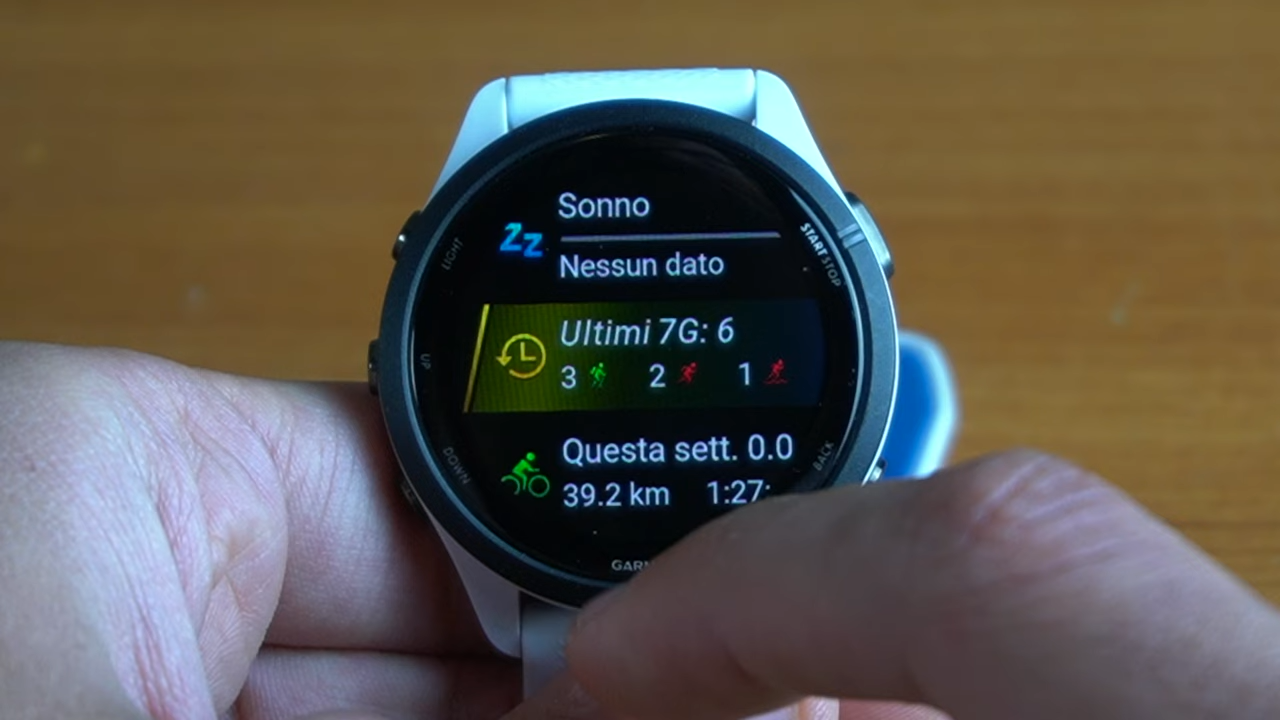 Sonno
Nessun dato
Ultimi 7G: 6
3 2 1
Questa sett. 0.0
39.2 km 1:27:
LIGHT
START STOP
UP
DOWN
BACK